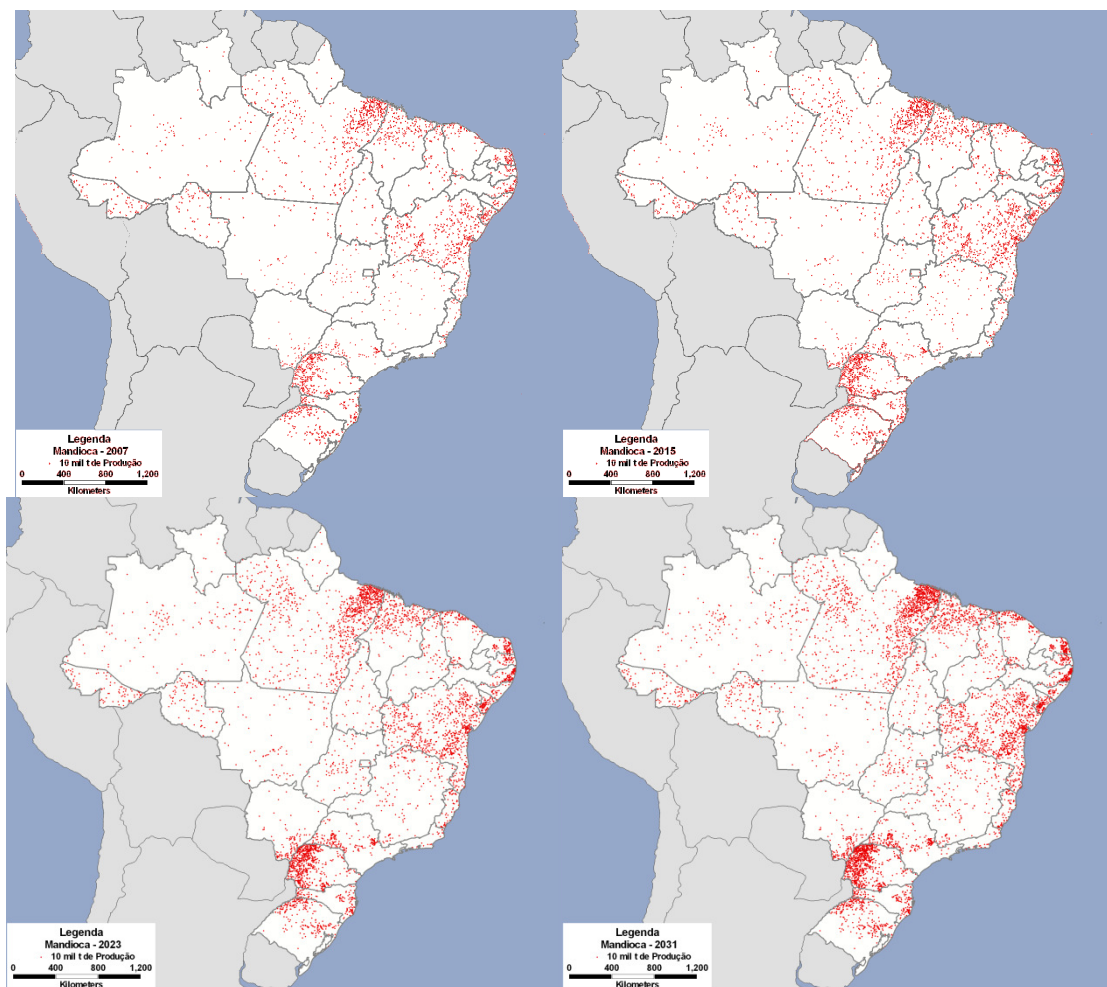 Legenda
Mandioca - 2007
10 mil t de Produção
0 400 800 1,200
Kilometers
Legenda
Mandioca - 2015
10 mil t de Produção
0 400 800 1,200
Kilometers
Legenda
Mandioca - 2023
10 mil t de Produção
0 400 800 1,200
Kilometers
Legenda
Mandioca - 2031
10 mil t de Produção
0 400 800 1,200
Kilometers